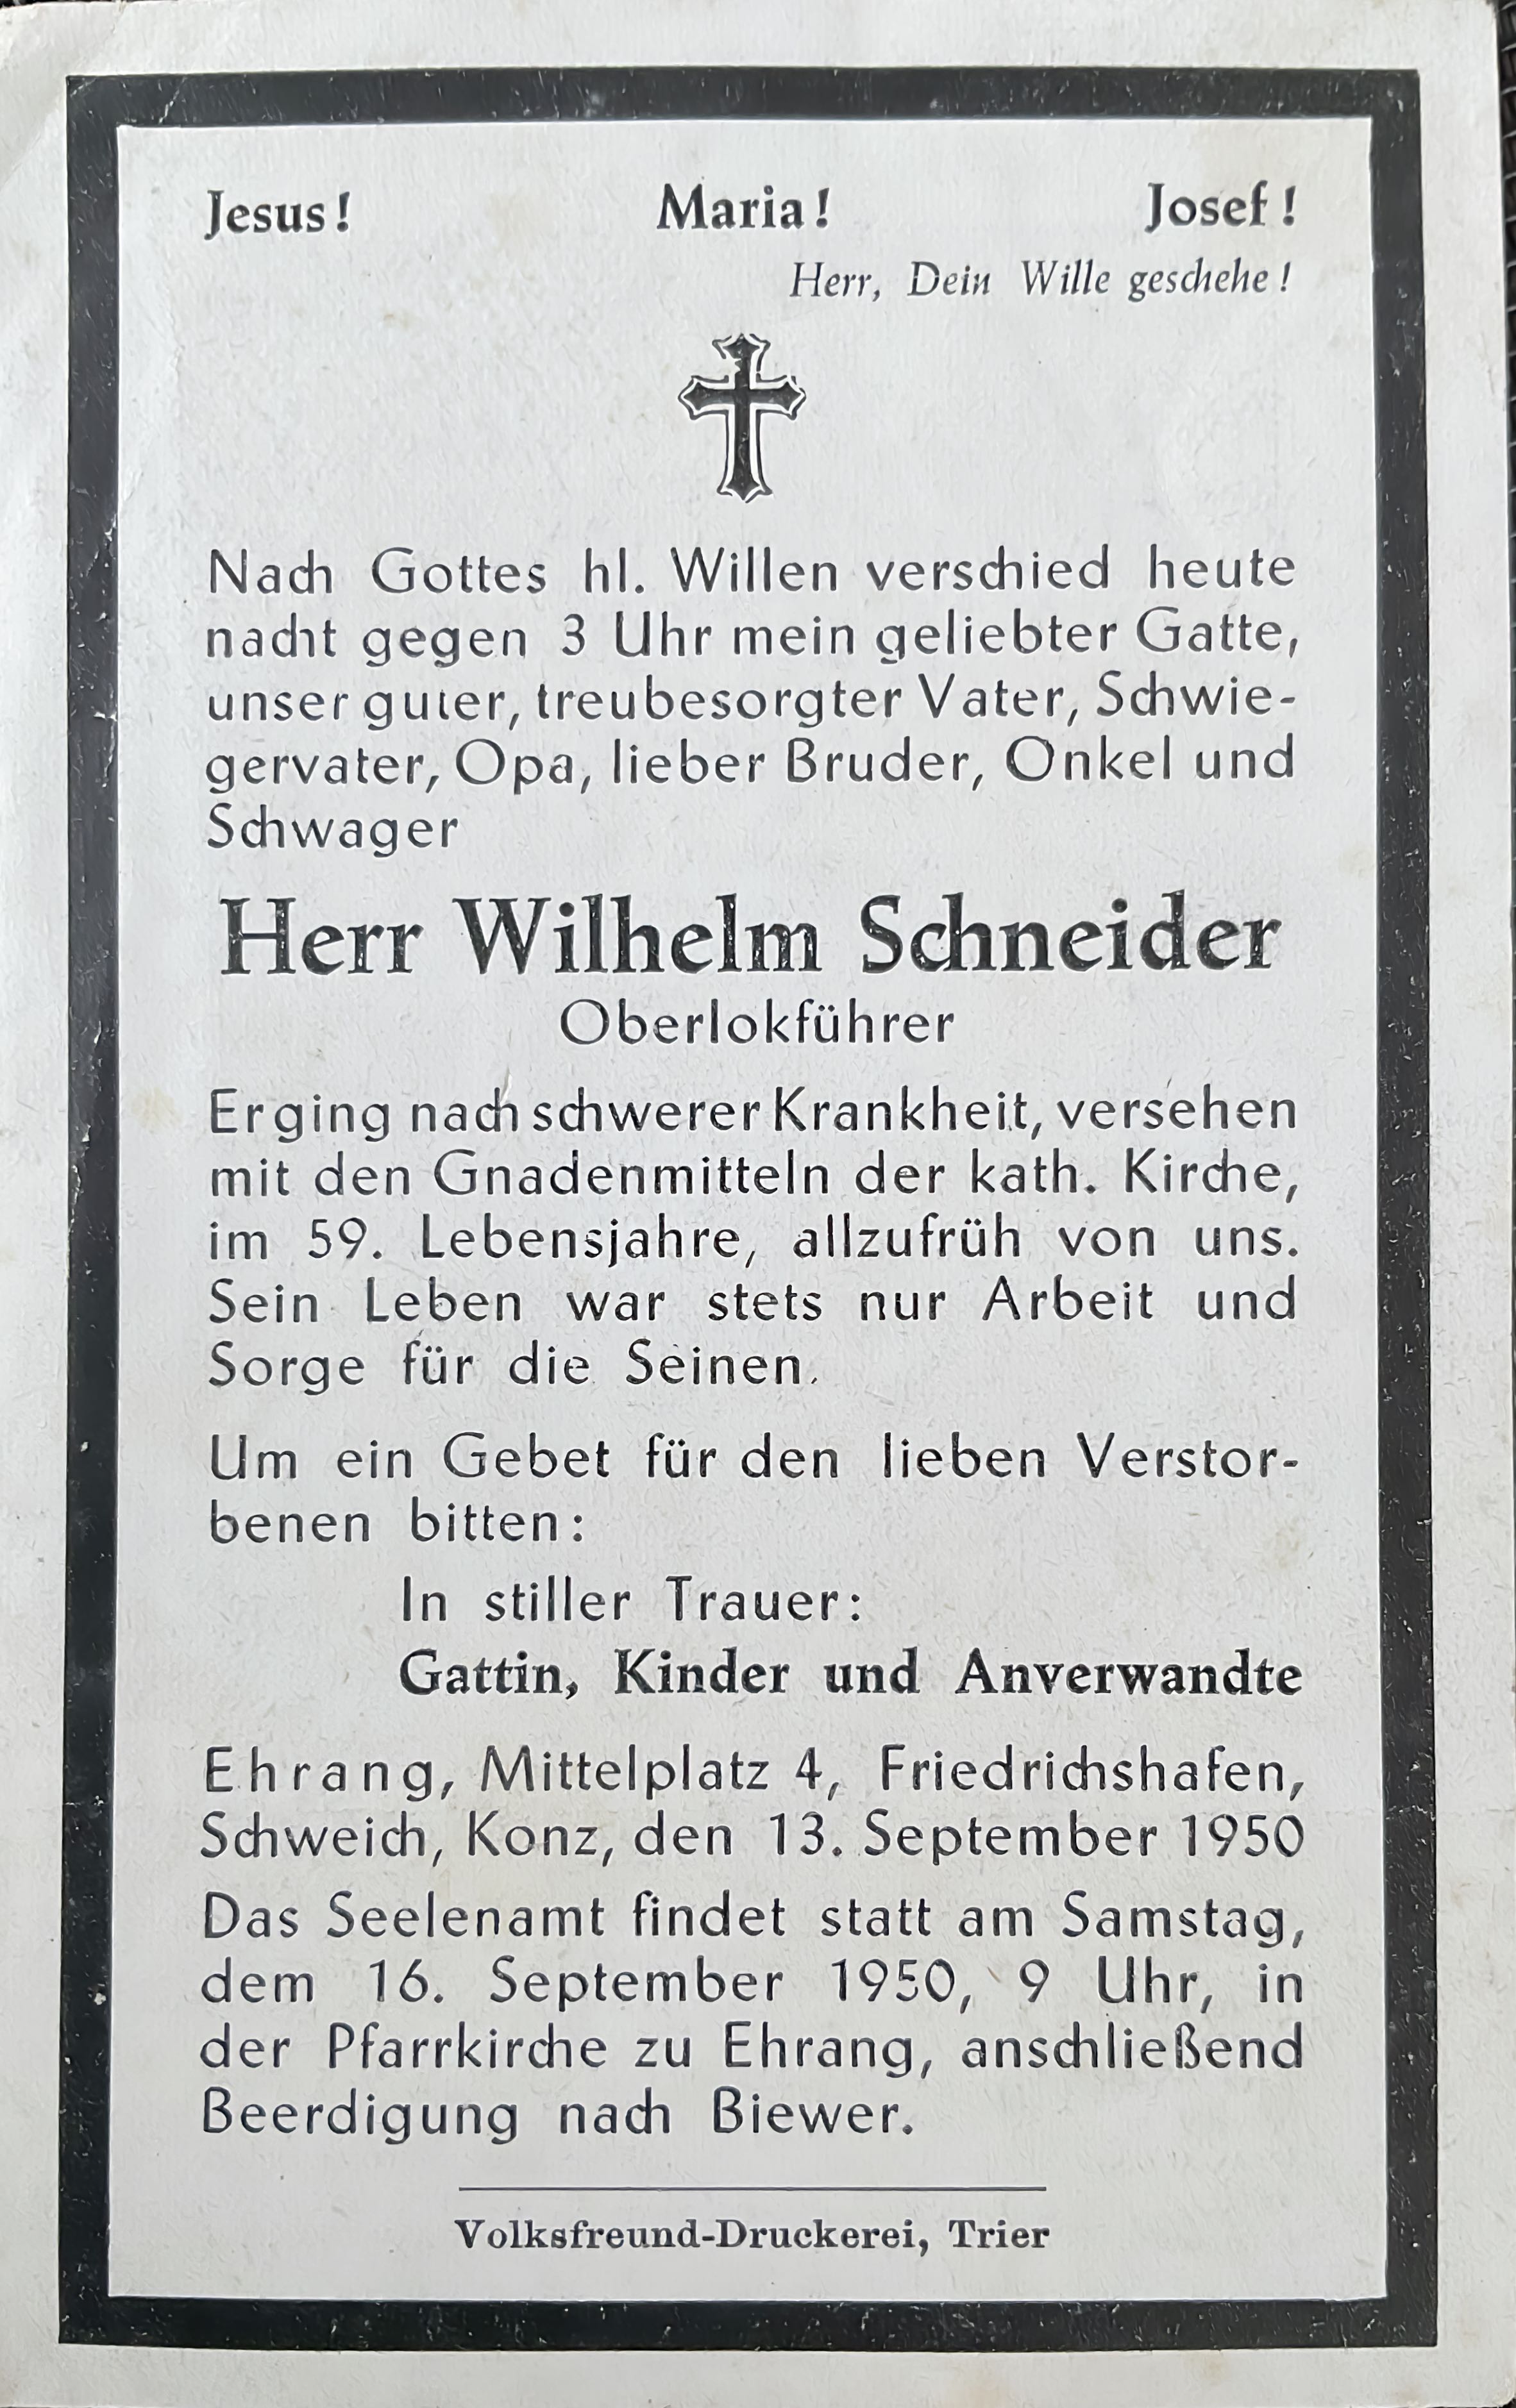 Jesus! Maria! Josef!
Herr, Dein Wille geschehe!
Nach Gottes hl. Willen verschied heute
nacht gegen 3 Uhr mein geliebter Gatte,
unser guter, treubesorgter Vater, Schwie-
gervater, Opa, lieber Bruder, Onkel und
Schwager
Herr Wilhelm Schneider
Oberlokführer
Er ging nach schwerer Krankheit, versehen
mit den Gnadenmitteln der kath. Kirche,
im 59. Lebensjahre, allzufrüh von uns.
Sein Leben war stets nur Arbeit und
Sorge für die Seinen.
Um ein Gebet für den lieben Verstor-
benen bitten:
In stiller Trauer:
Gattin, Kinder und Anverwandte
Ehrang, Mittelplatz 4, Friedrichshafen,
Schweich, Konz, den 13. September 1950
Das Seelenamt findet statt am Samstag,
dem 16. September 1950, 9 Uhr, in
der Pfarrkirche zu Ehrang, anschließend
Beerdigung nach Biewer.
Volksfreund-Druckerei, Trier